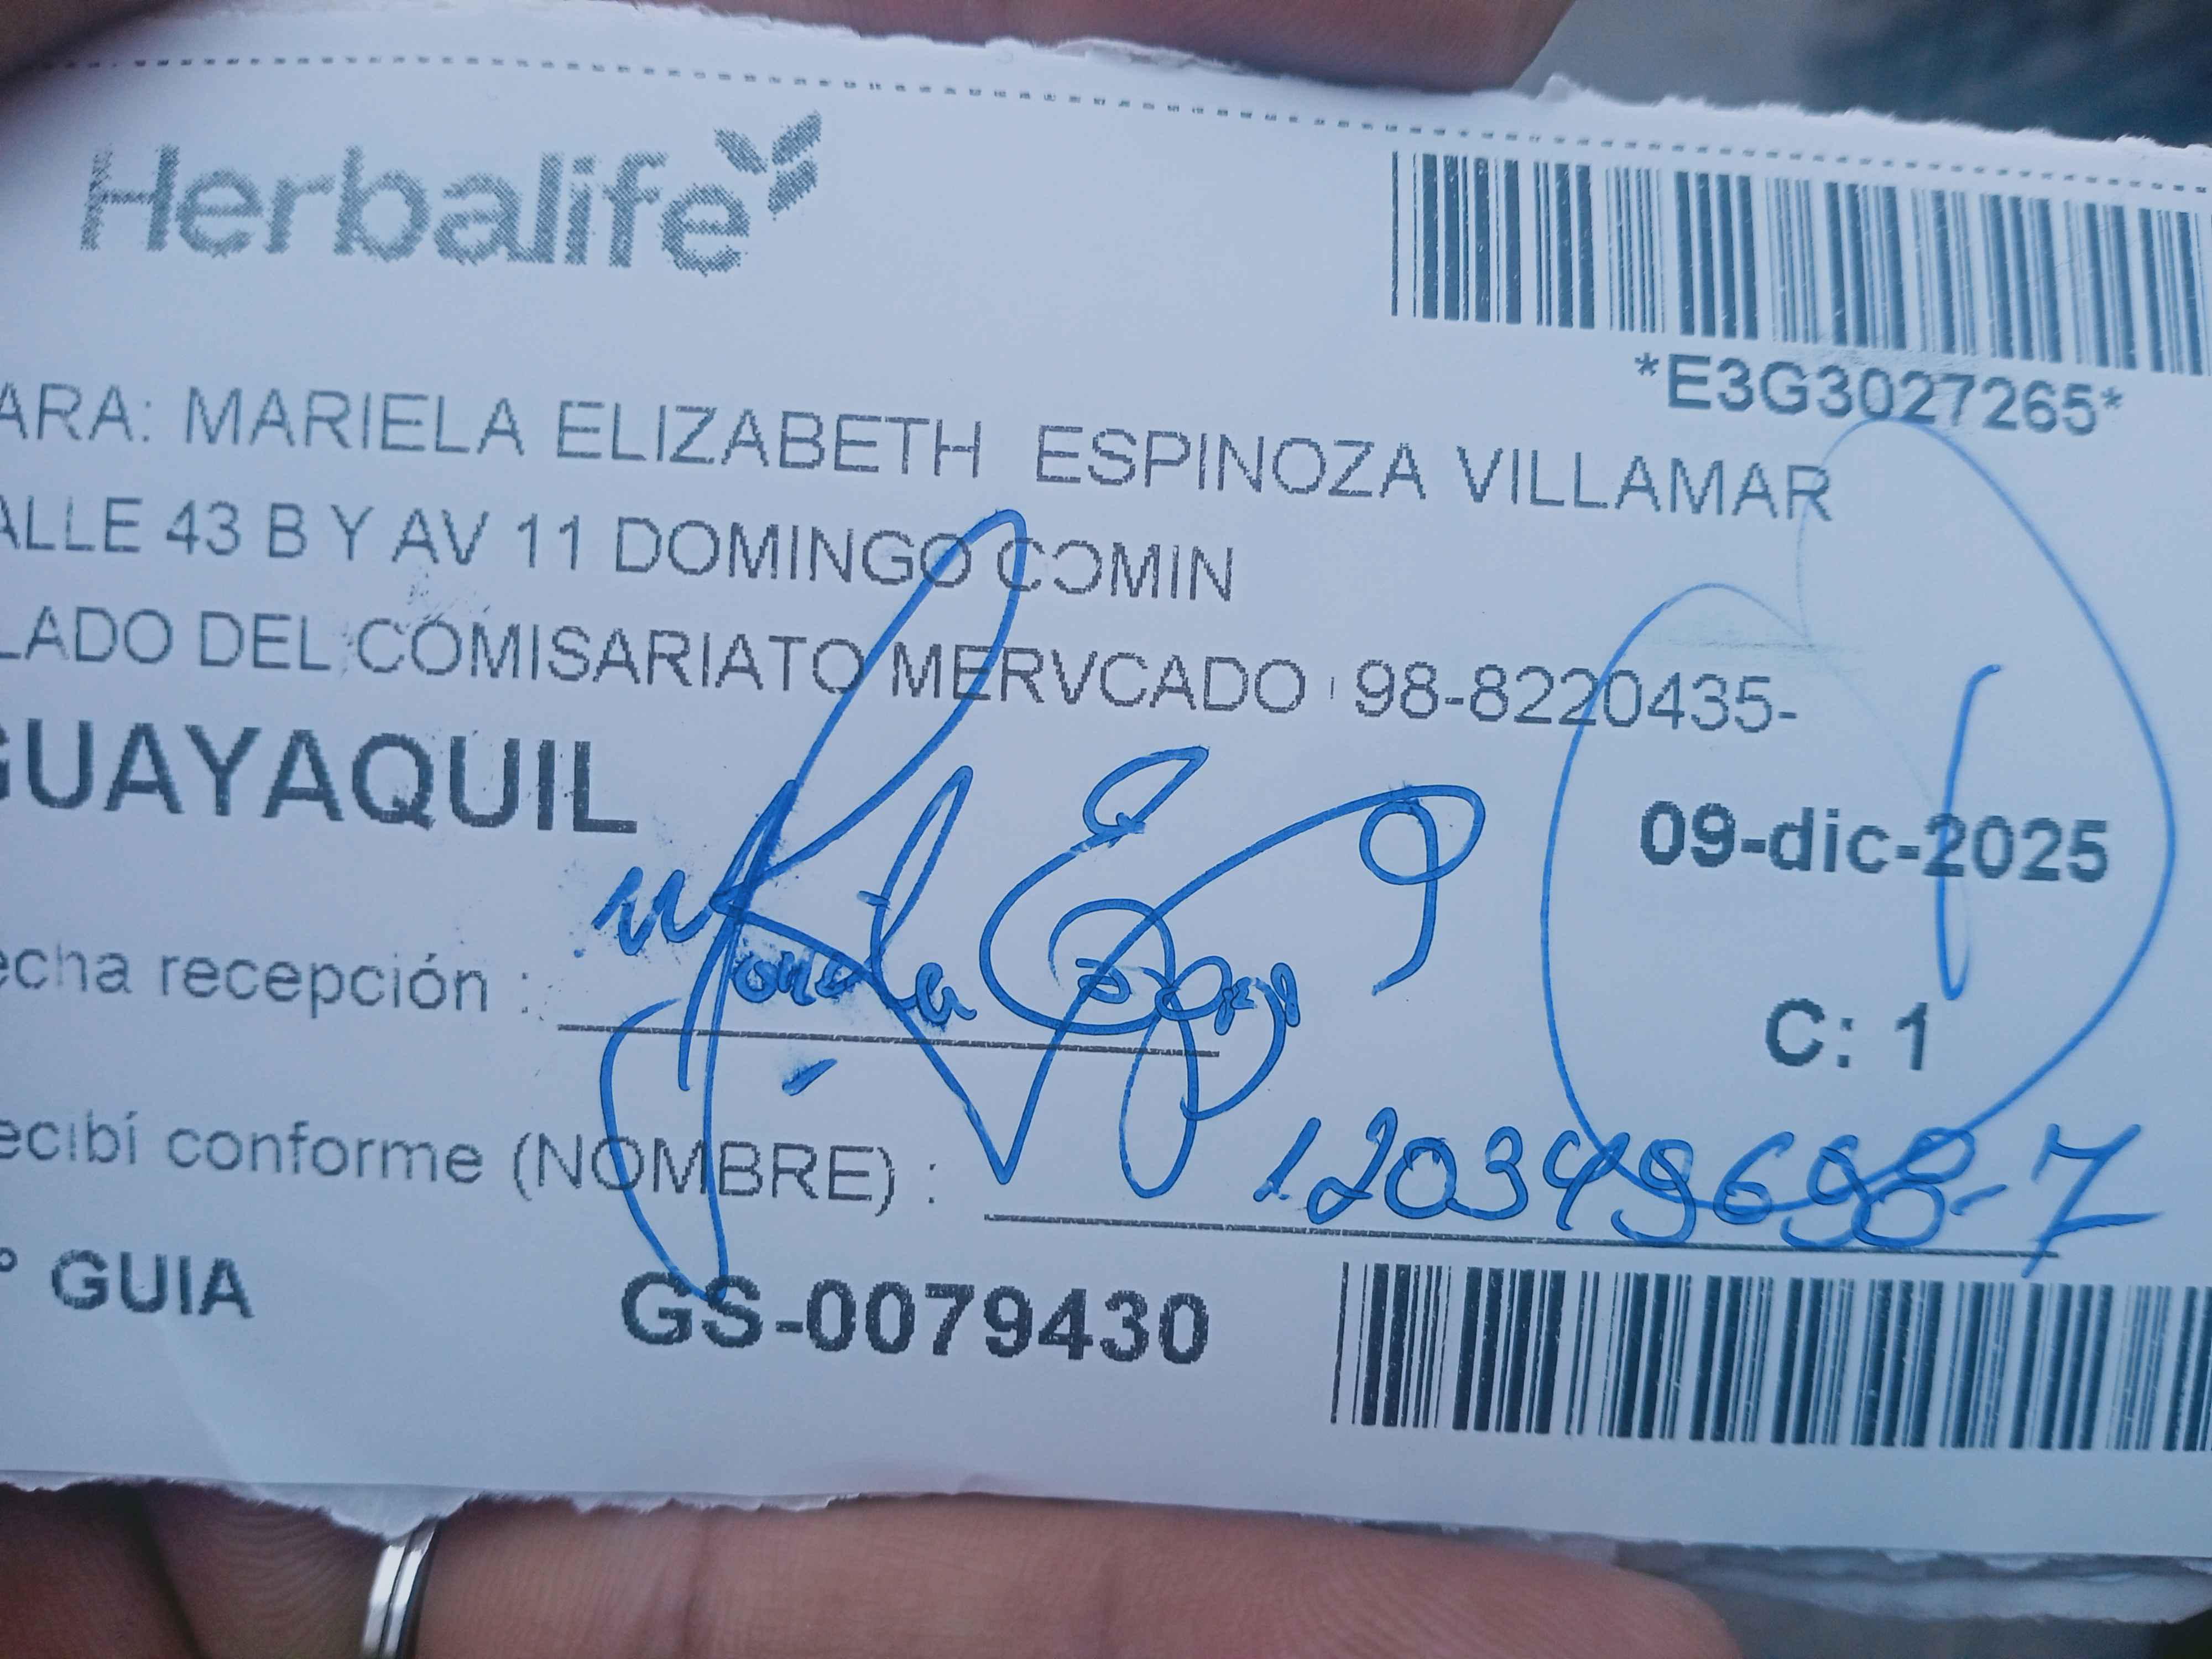 Herbalife
*E3G3027265*
ARA: MARIELA ELIZABETH ESPINOZA VILLAMAR
ALLE 43 B Y AV 11 DOMINGO COMIN
LADO DEL COMISARIATO MERVCADO 98-8220435-
GUAYAQUIL
09-dic-2025
echa recepción :
C: 1
ecibí conforme (NOMBRE) :
120349698-7
° GUIA GS-0079430